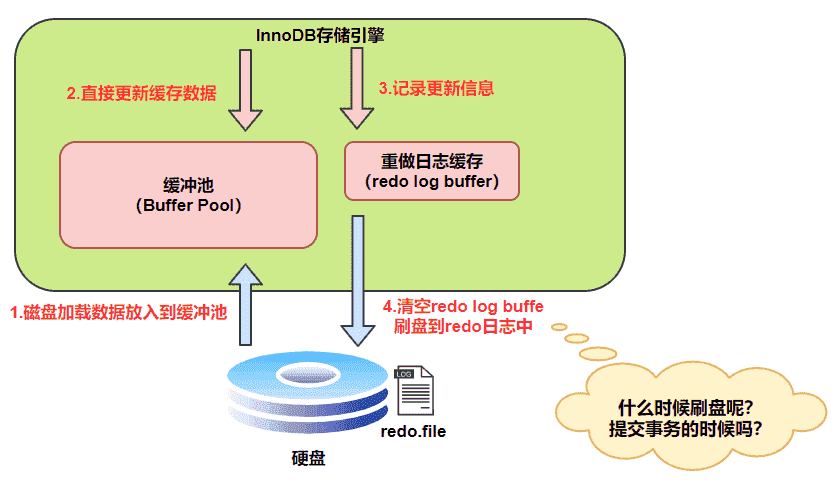 InnoDB存储引擎
2.直接更新缓存数据
3.记录更新信息
缓冲池
（Buffer Pool）
重做日志缓存
（redo log buffer）
1.磁盘加载数据放入到缓冲池
4.清空redo log buffe
刷盘到redo日志中
什么时候刷盘呢？
提交事务的时候吗？
LOG
redo.file
硬盘